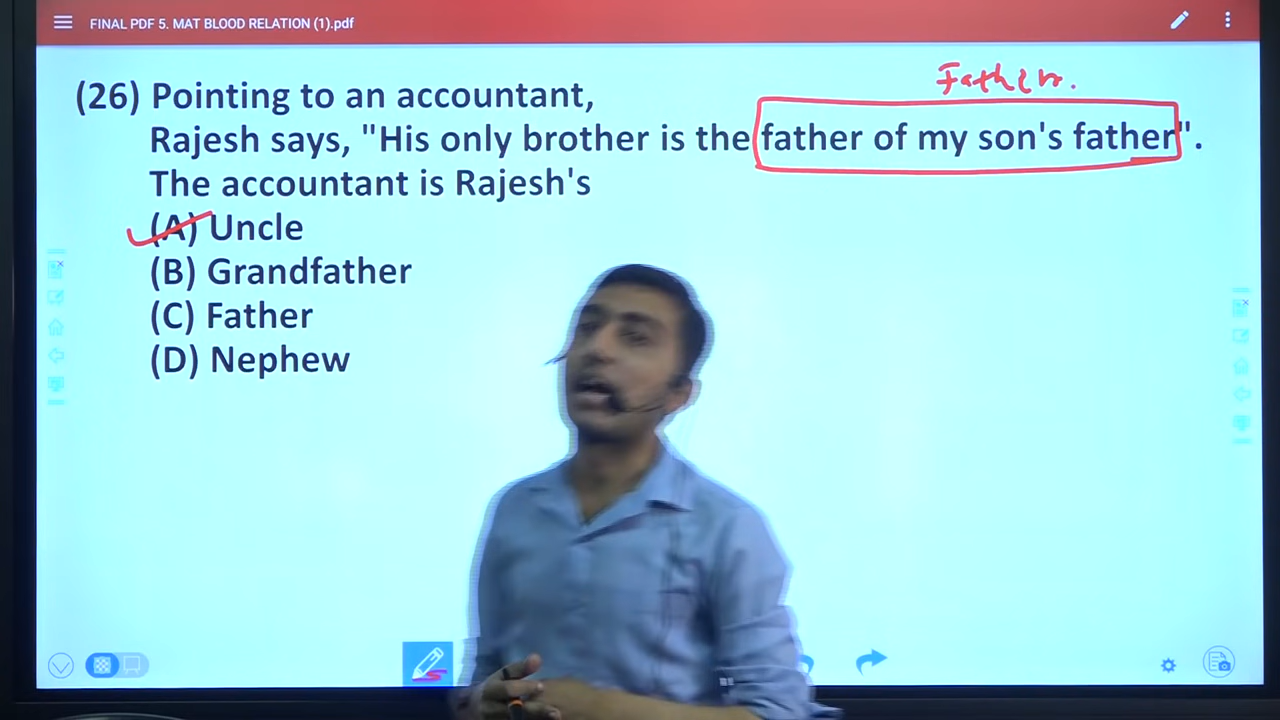 FINAL PDF 5. MAT BLOOD RELATION (1).pdf
Father.
(26) Pointing to an accountant,
Rajesh says, "His only brother is the father of my son's father".
The accountant is Rajesh's
(A) Uncle
(B) Grandfather
(C) Father
(D) Nephew